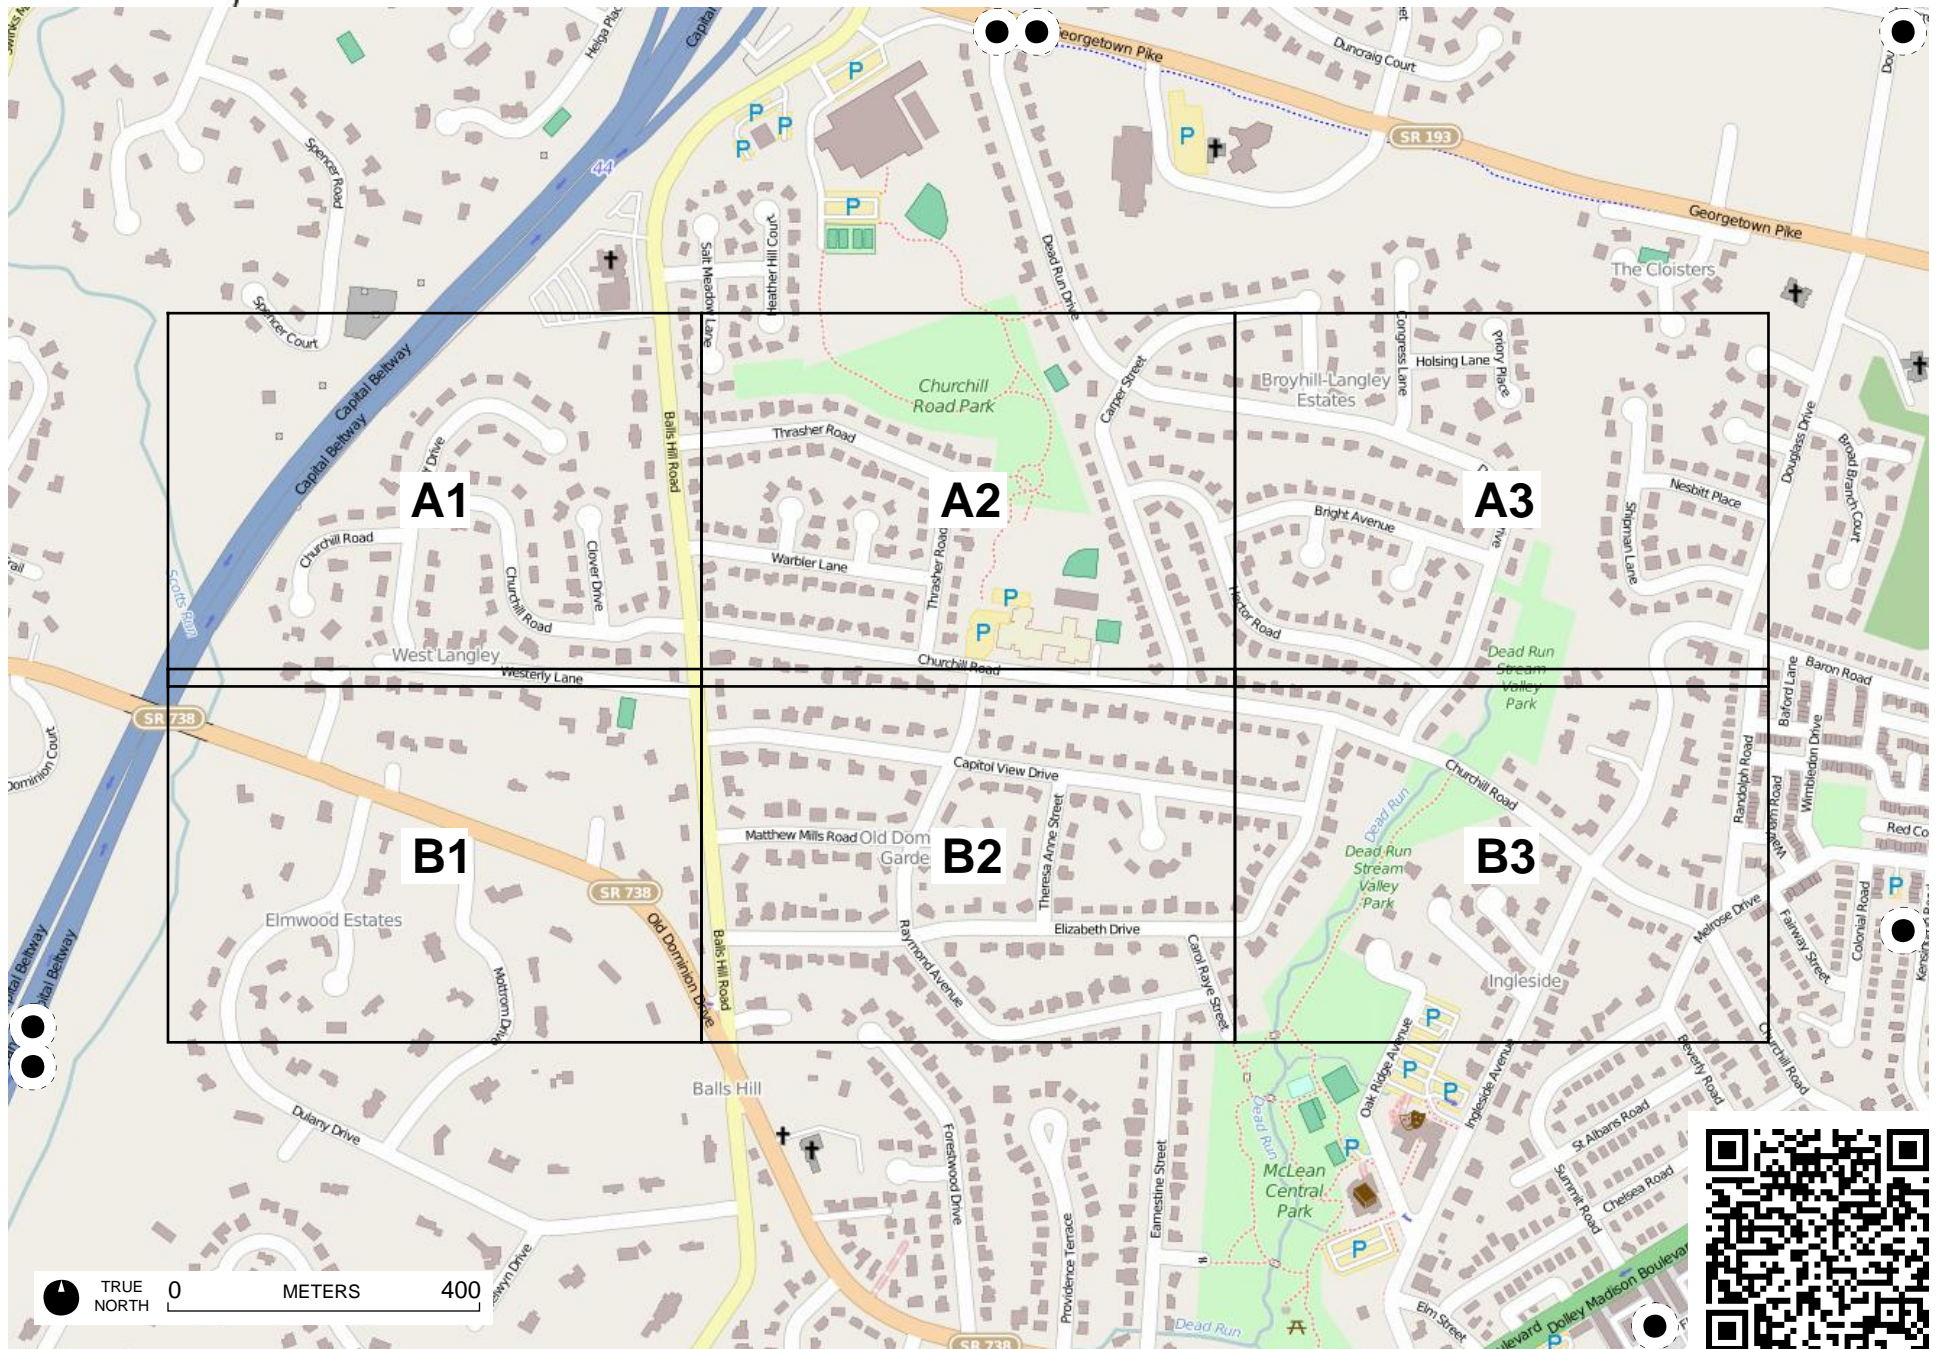 Helga Place
Capital
Georgetown Pike
Duncraig Court
SR 193
Georgetown Pike
The Cloisters
Spencer Road
44
Spencer Court
Salt Meadow Lane
Heather Hill Court
Dead Run Drive
Carper Street
Congress Lane
Holsing Lane
Priory Place
Broyhill-Langley
Estates
Churchill
Road Park
Capital Beltway
Capital Beltway
Balls Hill Road
Thrasher Road
Douglass Drive
Broad Branch Court
Nesbitt Place
Shipman Lane
A1
A2
A3
Bright Avenue
Churchill Road
Clover Drive
Churchill Road
Warbler Lane
Thrasher Road
Hector Road
Scotts Run
West Langley
Westerly Lane
Churchill Road
Dead Run
Stream
Valley
Park
Baron Road
Baford Lane
Wimbledon Drive
Randolph Road
SR 738
Dominion Court
Capitol View Drive
Churchill Road
Dead Run
Matthew Mills Road
Theresa Anne Street
B1
B2
B3
Dead Run
Stream
Valley
Park
Red Co
SR 738
Elmwood Estates
Old Dominion Drive
Balls Hill Road
Raymond Avenue
Elizabeth Drive
Carol Raye Street
Melrose Drive
Fairway Street
Colonial Road
Ingleside
Mottrom Drive
Capital Beltway
Oak Ridge Avenue
Ingleside Avenue
Beverly Road
Churchill Road
Balls Hill
Dulany Drive
Forestwood Drive
Earnestine Street
Providence Terrace
Dead Run
McLean
Central
Park
St Albans Road
Chelsea Road
Summit Road
Elm Street
Dolley Madison Boulevar
Dead Run
SR 738
TRUE
NORTH
0 METERS 400